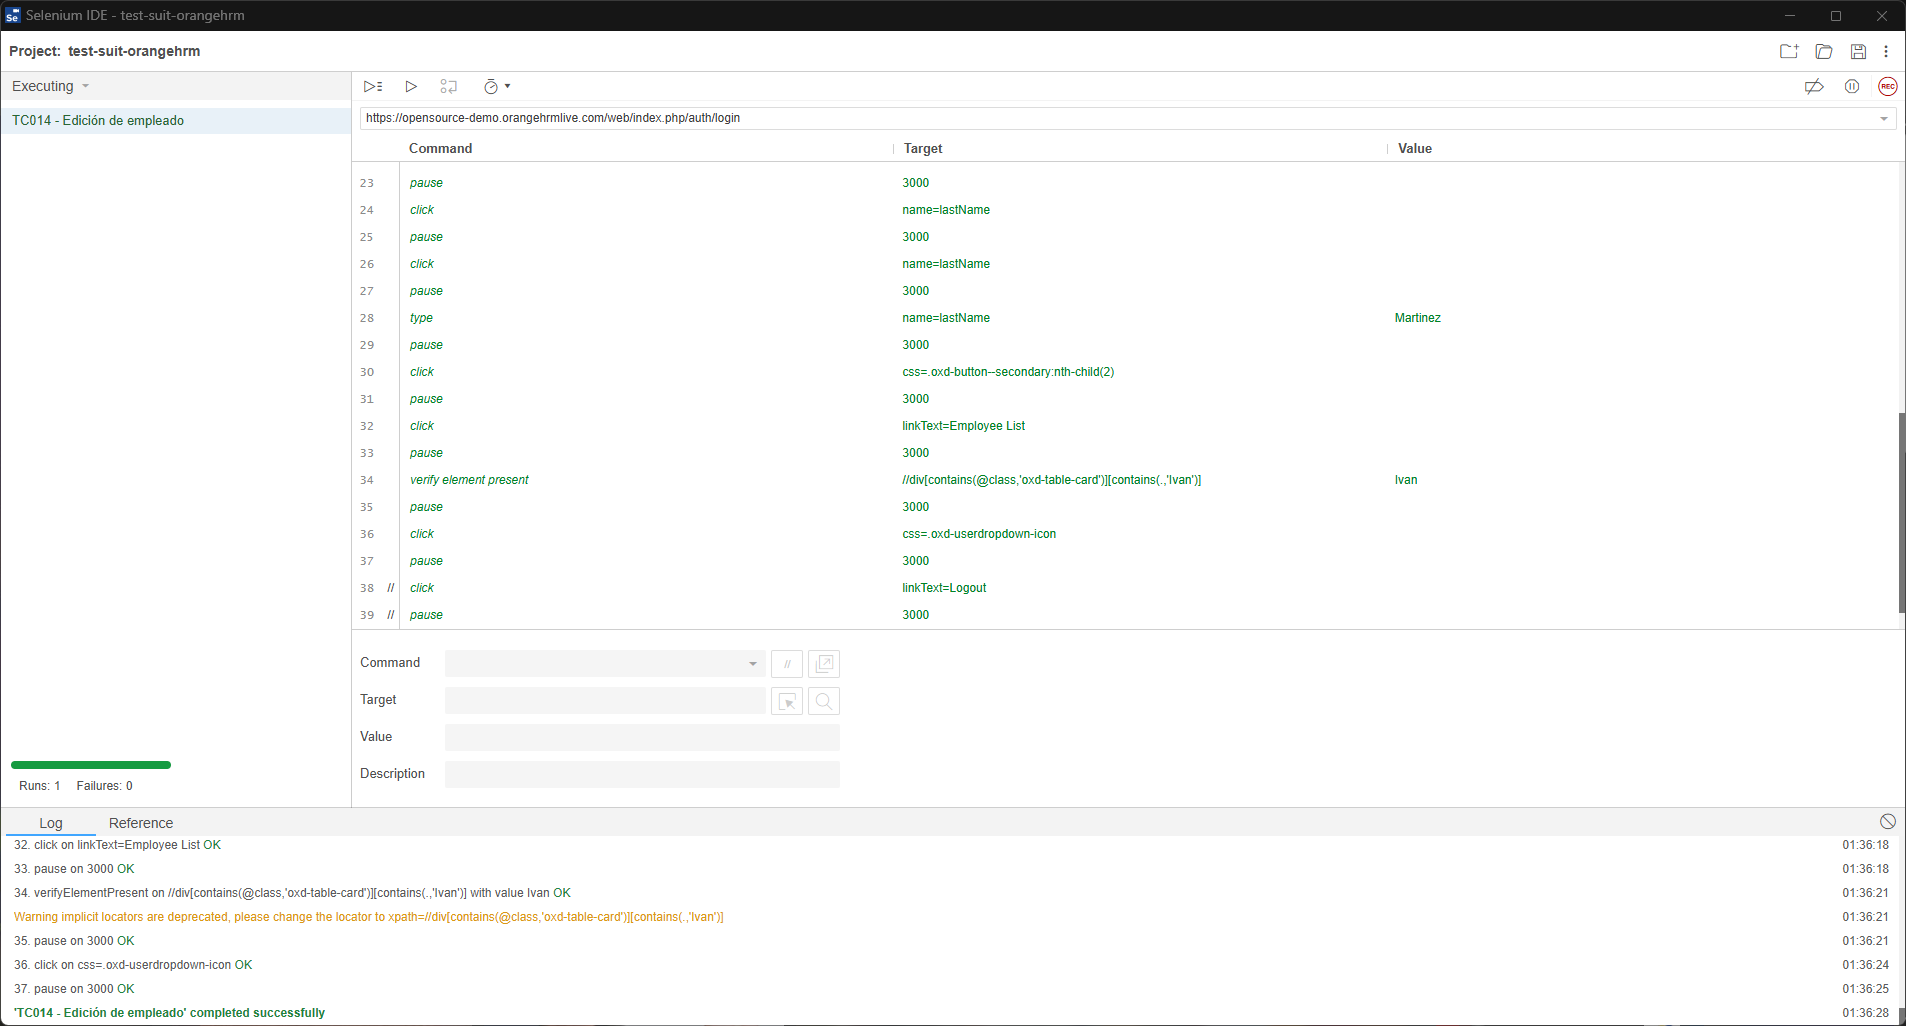 Selenium IDE - test-suit-orangehrm
Project: test-suit-orangehrm
Executing
TC014 - Edición de empleado
REC
https://opensource-demo.orangehrmlive.com/web/index.php/auth/login
Command Target Value
23 pause 3000
24 click name=lastName
25 pause 3000
26 click name=lastName
27 pause 3000
28 type name=lastName Martinez
29 pause 3000
30 click css=.oxd-button--secondary:nth-child(2)
31 pause 3000
32 click linkText=Employee List
33 pause 3000
34 verify element present //div[contains(@class,'oxd-table-card')][contains(.,'Ivan')] Ivan
35 pause 3000
36 click css=.oxd-userdropdown-icon
37 pause 3000
38 // click linkText=Logout
39 // pause 3000
Command //
Target
Value
Description
Runs: 1 Failures: 0
Log Reference
32. click on linkText=Employee List OK 01:36:18
33. pause on 3000 OK 01:36:18
34. verifyElementPresent on //div[contains(@class,'oxd-table-card')][contains(.,'Ivan')] with value Ivan OK 01:36:21
Warning implicit locators are deprecated, please change the locator to xpath=//div[contains(@class,'oxd-table-card')][contains(.,'Ivan')] 01:36:21
35. pause on 3000 OK 01:36:21
36. click on css=.oxd-userdropdown-icon OK 01:36:24
37. pause on 3000 OK 01:36:25
'TC014 - Edición de empleado' completed successfully 01:36:28